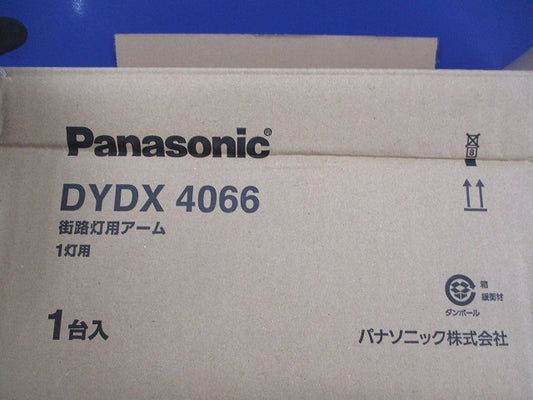 Panasonic®
DYDX 4066
街路灯用アーム
1灯用
1台入
8
箱
緩衝材
ダンボール
パナソニック株式会社